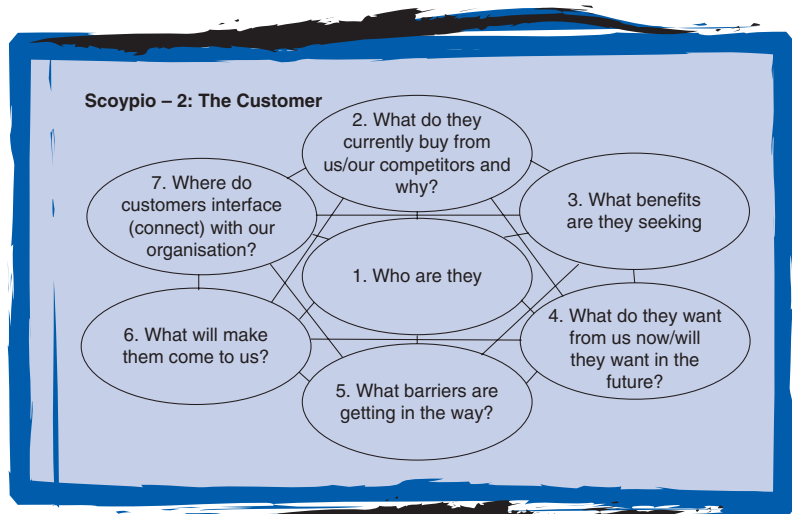 Scoypio – 2: The Customer
2. What do they
currently buy from
us/our competitors and
why?
7. Where do
customers interface
(connect) with our
organisation?
3. What benefits
are they seeking
1. Who are they
6. What will make
them come to us?
4. What do they want
from us now/will
they want in the
future?
5. What barriers are
getting in the way?